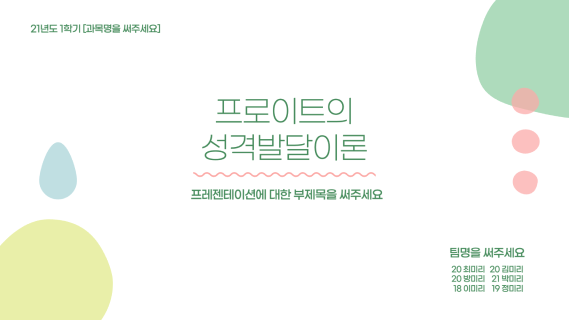 21년도 1학기 [과목명을 써주세요]
프로이트의
성격발달이론
프레젠테이션에 대한 부제목을 써주세요
팀명을 써주세요
20 최미리 20 김미리
20 방미리 21 박미리
18 이미리 19 정미리